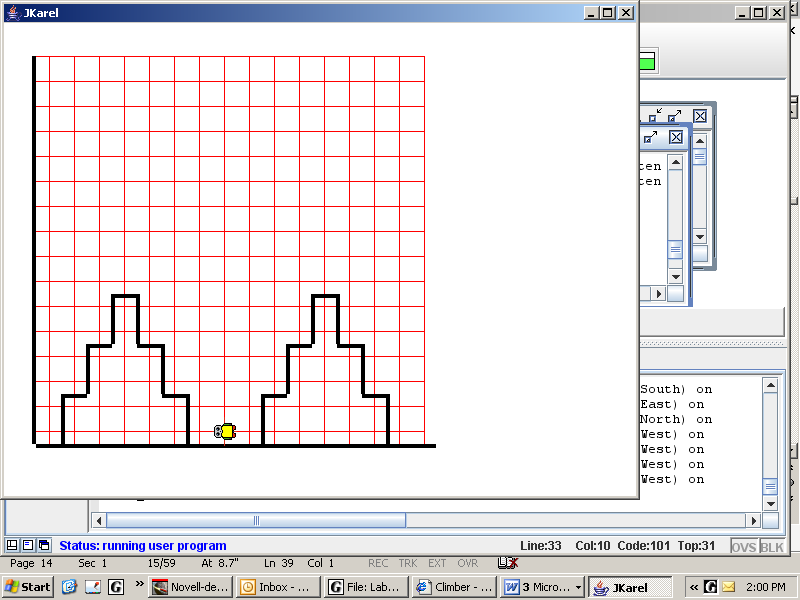 JKarel
ten
ten
South) on
East) on
North) on
West) on
West) on
West) on
West) on
Status: running user program
Line:33 Col:10 Code:101 Top:31
OVS BLK
Page 14 Sec 1 15/59 At 8.7" Ln 39 Col 1 REC TRK EXT OVR
Start G » Novell-de... Inbox - ... File: Lab... Climber - ... 3 Micro... JKarel « G 2:00 PM